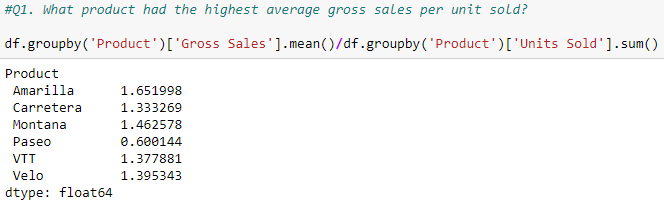 #Q1. What product had the highest average gross sales per unit sold?
df.groupby('Product')['Gross Sales'].mean()/df.groupby('Product')['Units Sold'].sum()
Product
Amarilla 1.651998
Carretera 1.333269
Montana 1.462578
Paseo 0.600144
VTT 1.377881
Velo 1.395343
dtype: float64